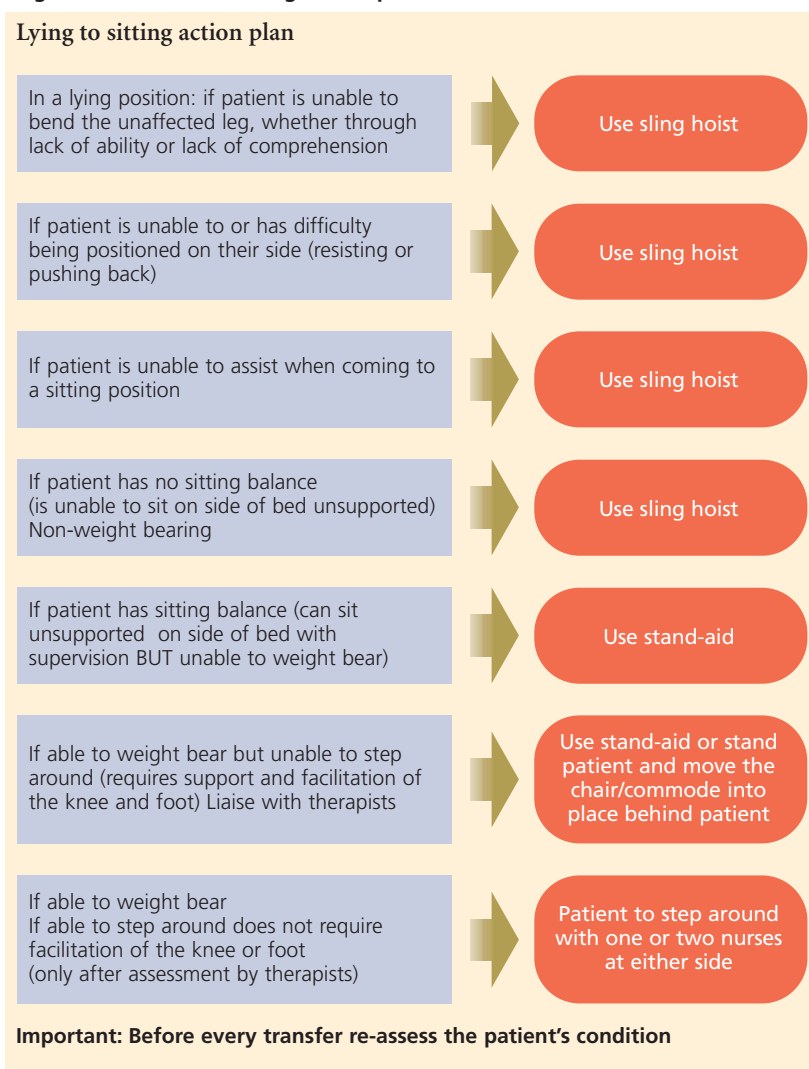 Lying to sitting action plan
In a lying position: if patient is unable to
bend the unaffected leg, whether through
lack of ability or lack of comprehension
Use sling hoist
If patient is unable to or has difficulty
being positioned on their side (resisting or
pushing back)
Use sling hoist
If patient is unable to assist when coming to
a sitting position
Use sling hoist
If patient has no sitting balance
(is unable to sit on side of bed unsupported)
Non-weight bearing
Use sling hoist
If patient has sitting balance (can sit
unsupported on side of bed with
supervision BUT unable to weight bear)
Use stand-aid
If able to weight bear but unable to step
around (requires support and facilitation of
the knee and foot) Liaise with therapists
Use stand-aid or stand
patient and move the
chair/commode into
place behind patient
If able to weight bear
If able to step around does not require
facilitation of the knee or foot
(only after assessment by therapists)
Patient to step around
with one or two nurses
at either side
Important: Before every transfer re-assess the patient's condition